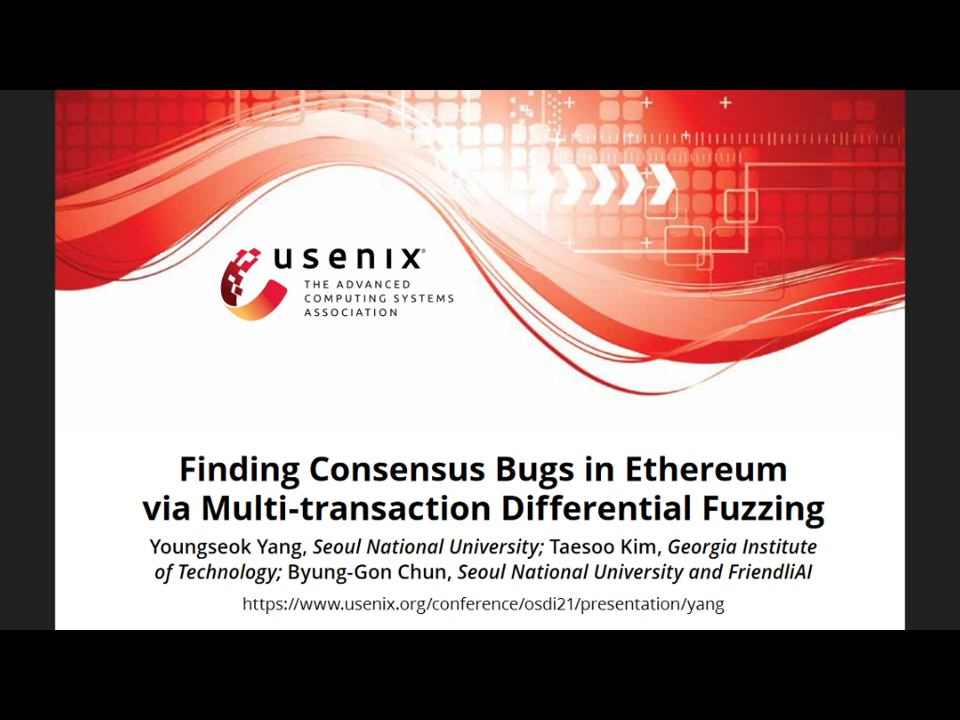 usenix®
THE ADVANCED
COMPUTING SYSTEMS
ASSOCIATION
Finding Consensus Bugs in Ethereum
via Multi-transaction Differential Fuzzing
Youngseok Yang, Seoul National University; Taesoo Kim, Georgia Institute
of Technology; Byung-Gon Chun, Seoul National University and FriendliAI
https://www.usenix.org/conference/osdi21/presentation/yang